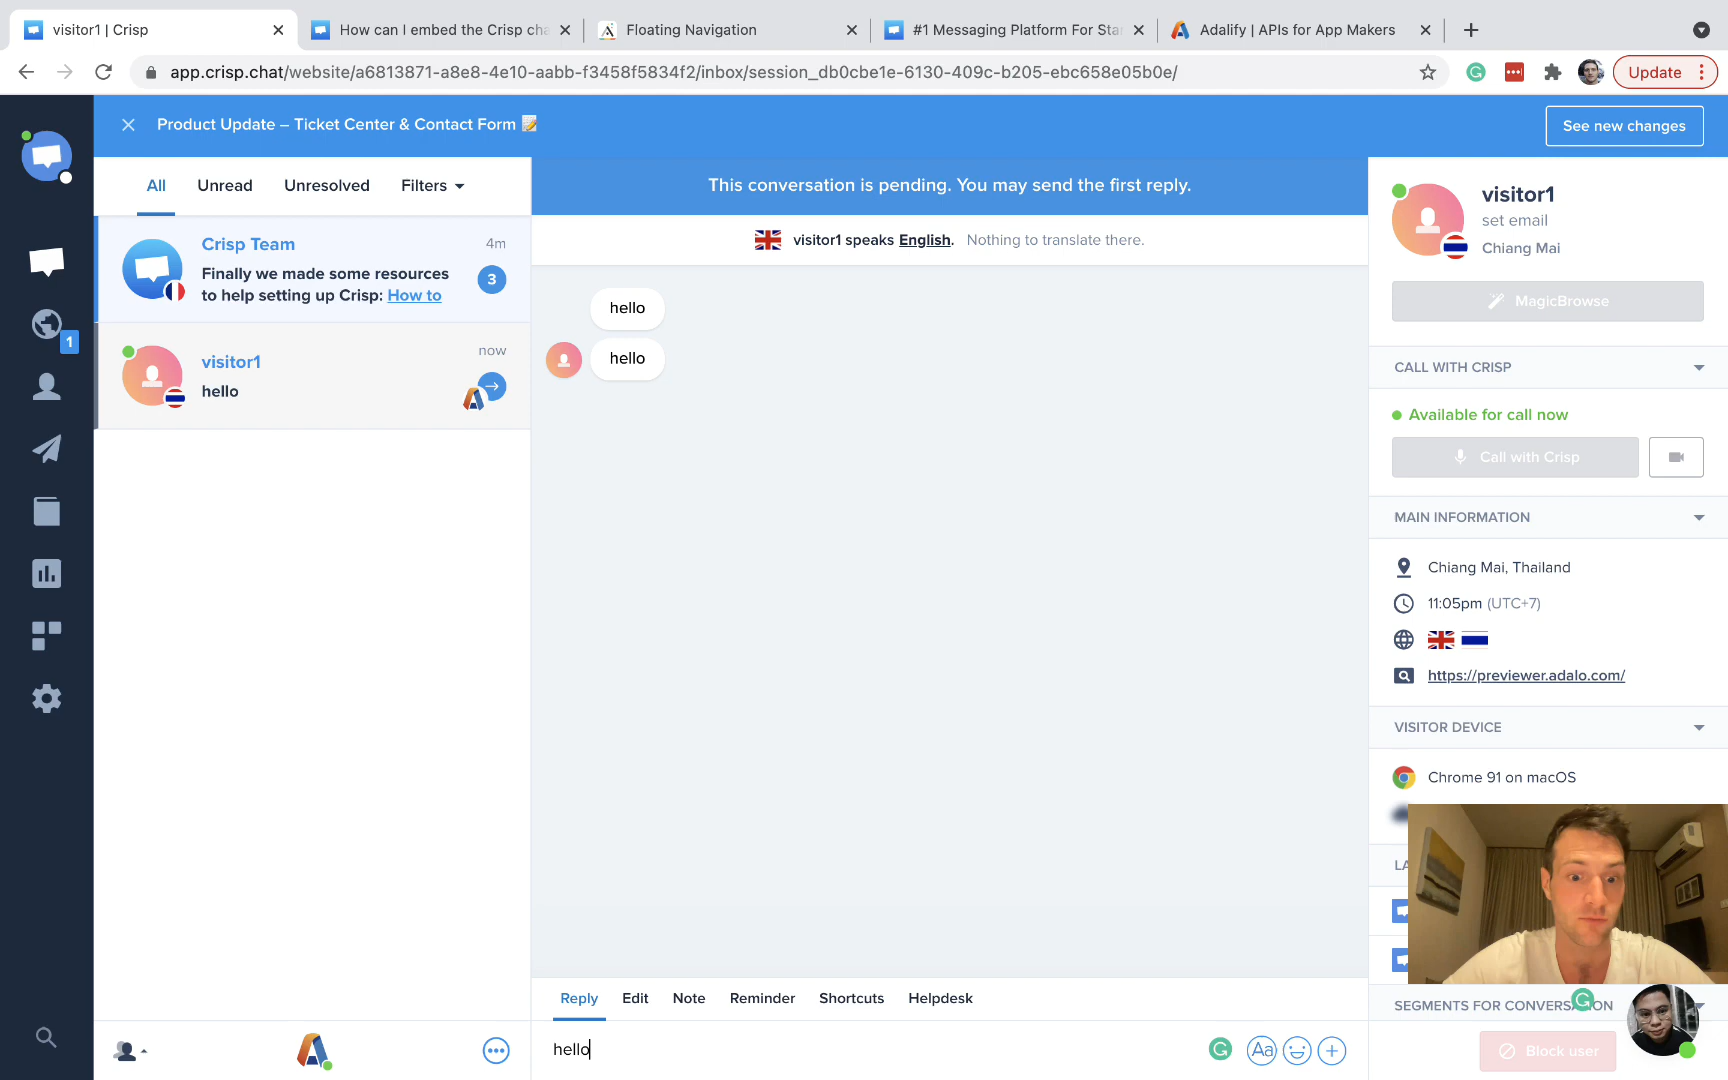 visitor1 | Crisp
How can I embed the Crisp cha
Floating Navigation
#1 Messaging Platform For Star
Adalify | APIs for App Makers
app.crisp.chat/website/a6813871-a8e8-4e10-aabb-f3458f5834f2/inbox/session_db0cbe1e-6130-409c-b205-ebc658e05b0e/
Update
Product Update – Ticket Center & Contact Form 📝
See new changes
All
Unread
Unresolved
Filters
This conversation is pending. You may send the first reply.
visitor1
set email
Chiang Mai
Crisp Team
4m
Finally we made some resources
to help setting up Crisp: How to
3
visitor1 speaks English. Nothing to translate there.
hello
hello
1
visitor1
now
hello
MagicBrowse
CALL WITH CRISP
Available for call now
Call with Crisp
MAIN INFORMATION
Chiang Mai, Thailand
11:05pm (UTC+7)
https://previewer.adalo.com/
VISITOR DEVICE
Chrome 91 on macOS
LA
SEGMENTS FOR CONVERSATION
Reply
Edit
Note
Reminder
Shortcuts
Helpdesk
hello
Aa
Block user